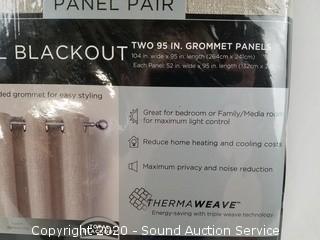 PANEL PAIR
L BLACKOUT
TWO 95 IN. GROMMET PANELS
104 in. wide x 95 in. length (264cm x 241cm)
Each Panel: 52 in. wide x 95 in. length (132cm x 24
ded grommet for easy styling
Great for bedroom or Family/Media room
for maximum light control
Reduce home heating and cooling costs
Maximum privacy and noise reduction
THERMAWEAVE™
Energy-saving with triple weave technology
Copyright 2020 - Sound Auction Service